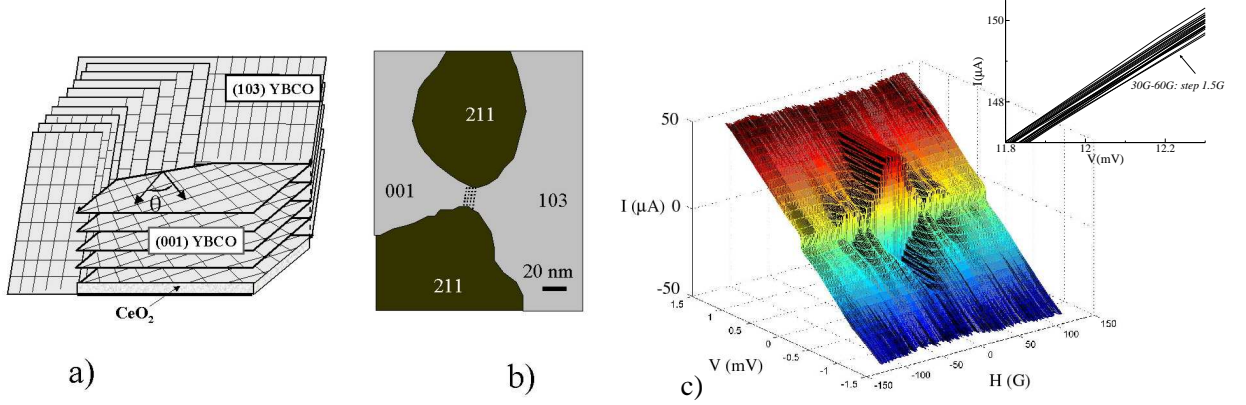 (103) YBCO
θ
(001) YBCO
CeO₂
a)
211
001
103
211
20 nm
b)
150
148
I(μA)
30G-60G: step 1.5G
11.8
12
12.2
V(mV)
50
0
-50
I (μA)
1.5
1
0.5
0
-0.5
-1
-1.5
V (mV)
-150
-100
-50
0
50
100
150
H (G)
c)